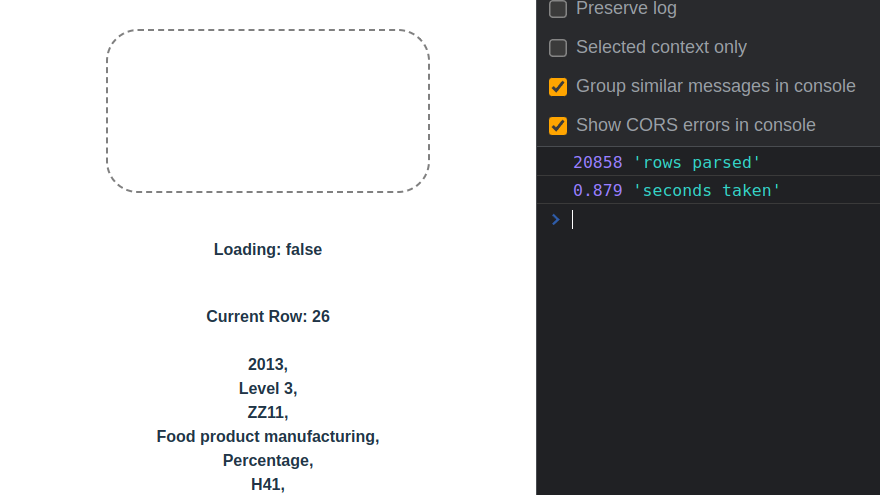 Loading: false
Current Row: 26
2013,
Level 3,
ZZ11,
Food product manufacturing,
Percentage,
H41,
Preserve log
Selected context only
Group similar messages in console
Show CORS errors in console
20858 'rows parsed'
0.879 'seconds taken'